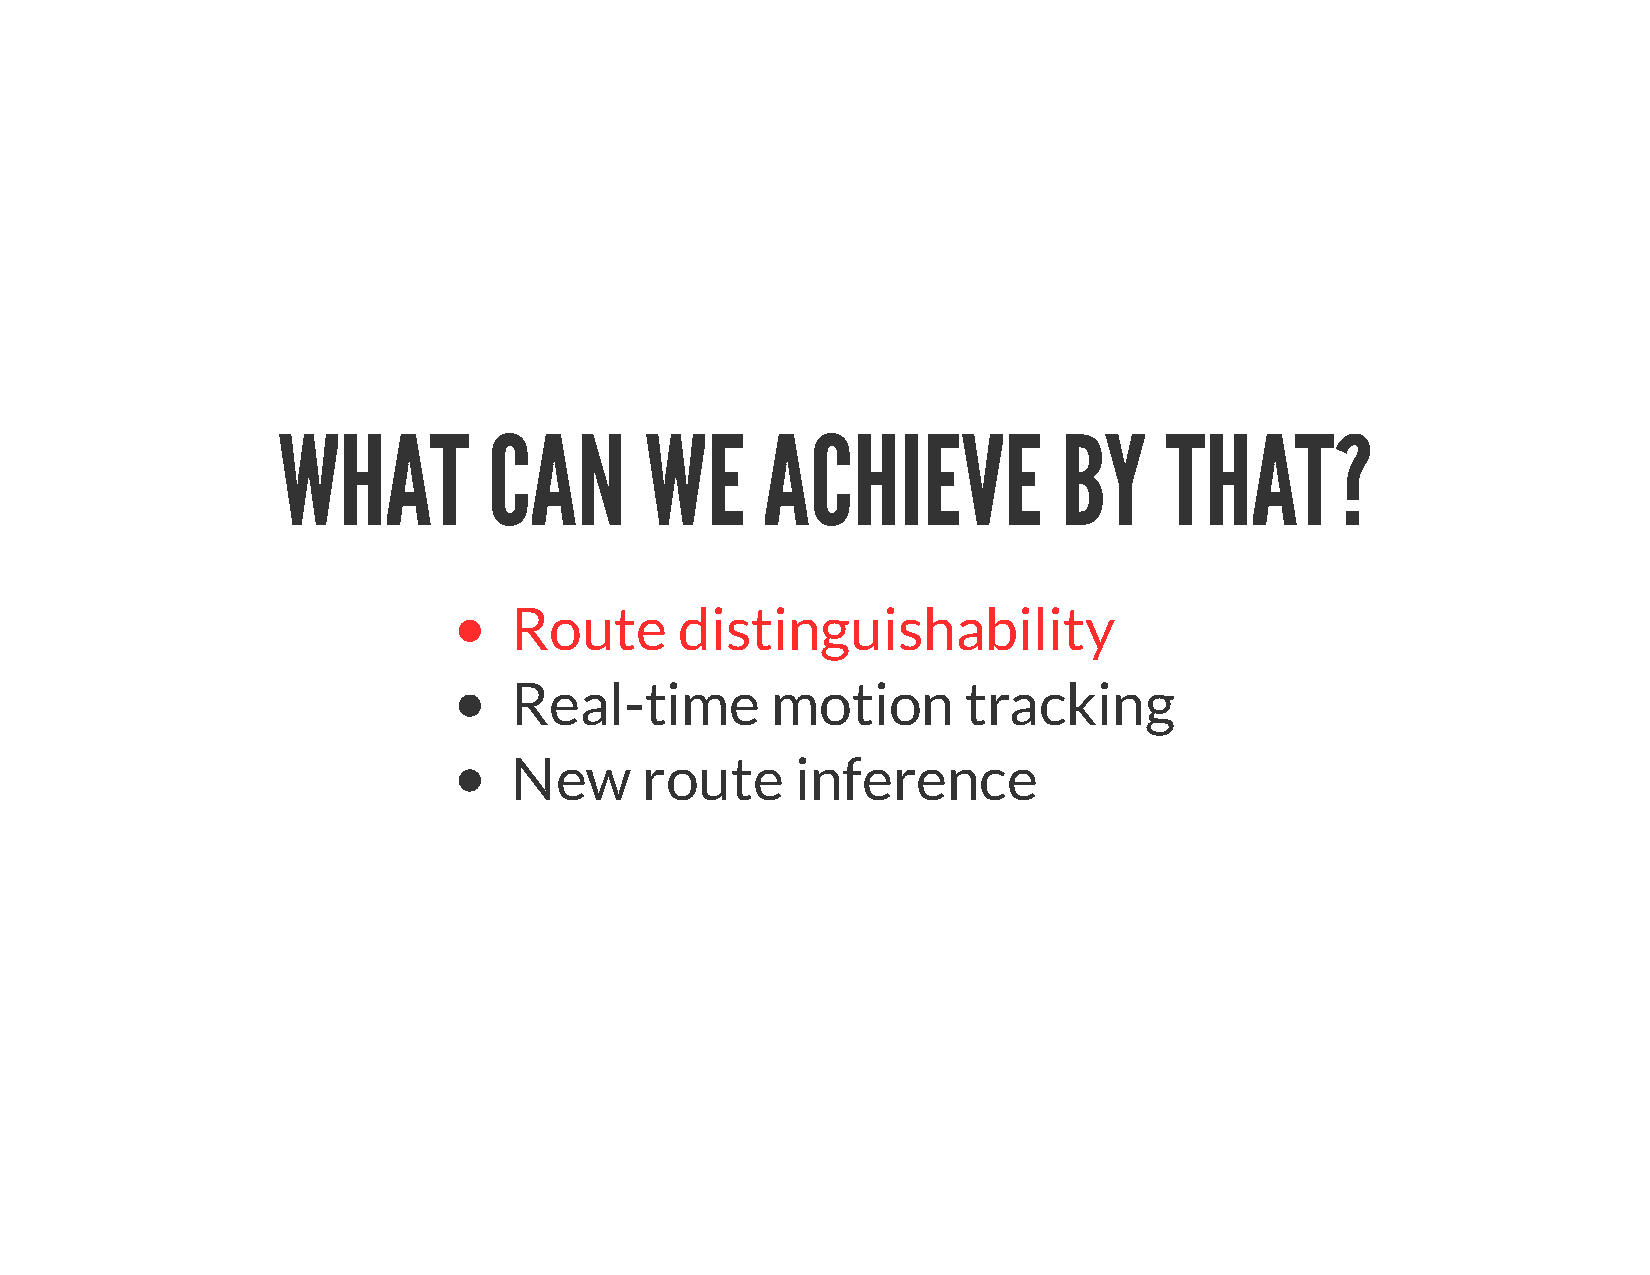 WHAT CAN WE ACHIEVE BY THAT?
• Route distinguishability
• Real-time motion tracking
• New route inference